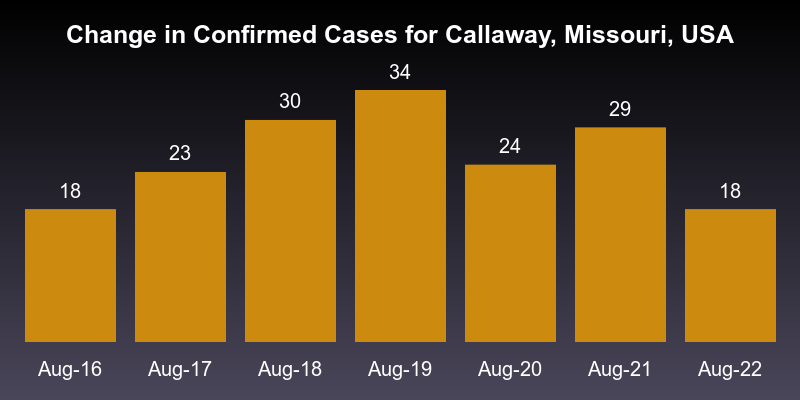 Change in Confirmed Cases for Callaway, Missouri, USA
34
30
29
24
23
18
18
Aug-16
Aug-17
Aug-18
Aug-19
Aug-20
Aug-21
Aug-22